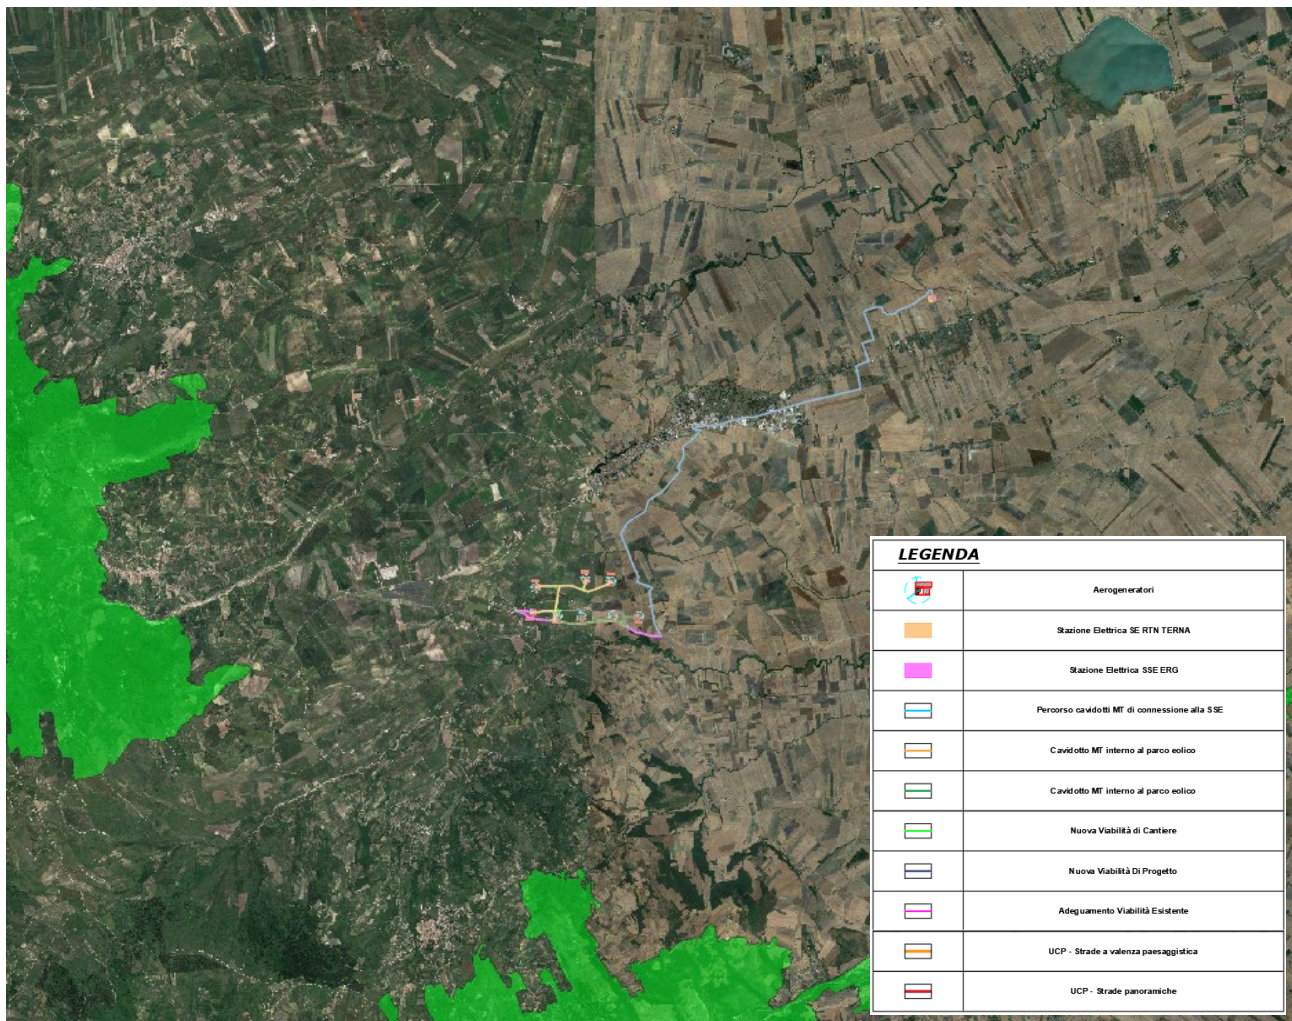 LEGENDA
Aerogeneratori
Stazione Elettrica SE RTN TERNA
Stazione Elettrica SSE ERG
Percorso cavidotti MT di connessione alla SSE
Cavidotto MT interno al parco eolico
Cavidotto MT interno al parco eolico
Nuova Viabilità di Cantiere
Nuova Viabilità Di Progetto
Adeguamento Viabilità Esistente
UCP - Strade a valenza paesaggistica
UCP - Strade panoramiche